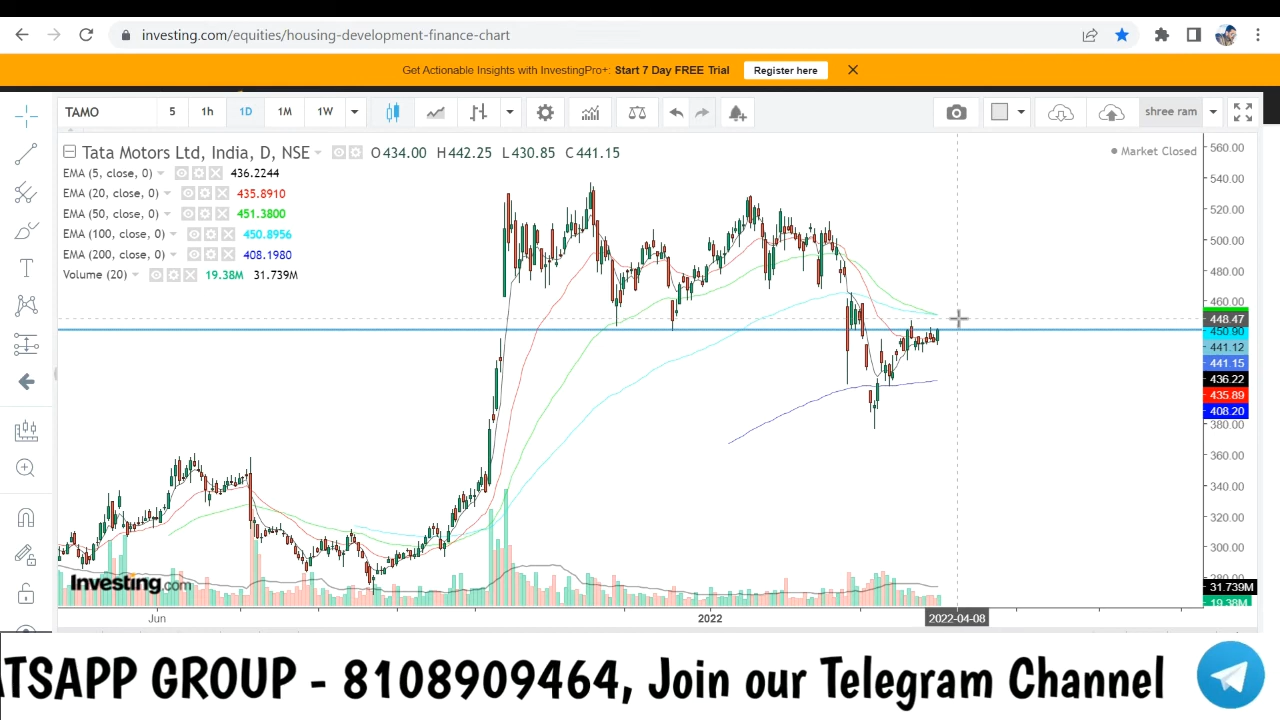 investing.com/equities/housing-development-finance-chart
Get Actionable Insights with InvestingPro+: Start 7 Day FREE Trial Register here
TAMO 5 1h 1D 1M 1W shree ram
Tata Motors Ltd, India, D, NSE O 434.00 H 442.25 L 430.85 C 441.15 Market Closed
EMA (5, close, 0) 436.2244
EMA (20, close, 0) 435.8910
EMA (50, close, 0) 451.3800
EMA (100, close, 0) 450.8956
EMA (200, close, 0) 408.1980
Volume (20) 19.38M 31.739M
560.00
540.00
520.00
500.00
480.00
460.00
448.47
450.90
441.12
441.15
436.22
435.89
408.20
380.00
360.00
340.00
320.00
300.00
31.739M
19.38M
Investing.com
Jun 2022 2022-04-08
ATSAPP GROUP - 8108909464, Join our Telegram Channel